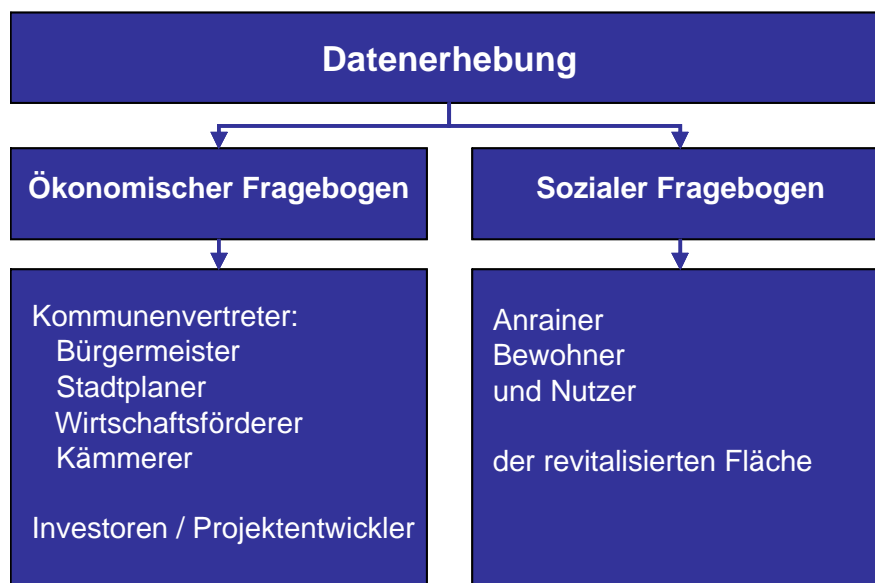 Datenerhebung
Ökonomischer Fragebogen
Sozialer Fragebogen
Kommunenvertreter:
Bürgermeister
Stadtplaner
Wirtschaftsförderer
Kämmerer
Investoren / Projektentwickler
Anrainer
Bewohner
und Nutzer
der revitalisierten Fläche